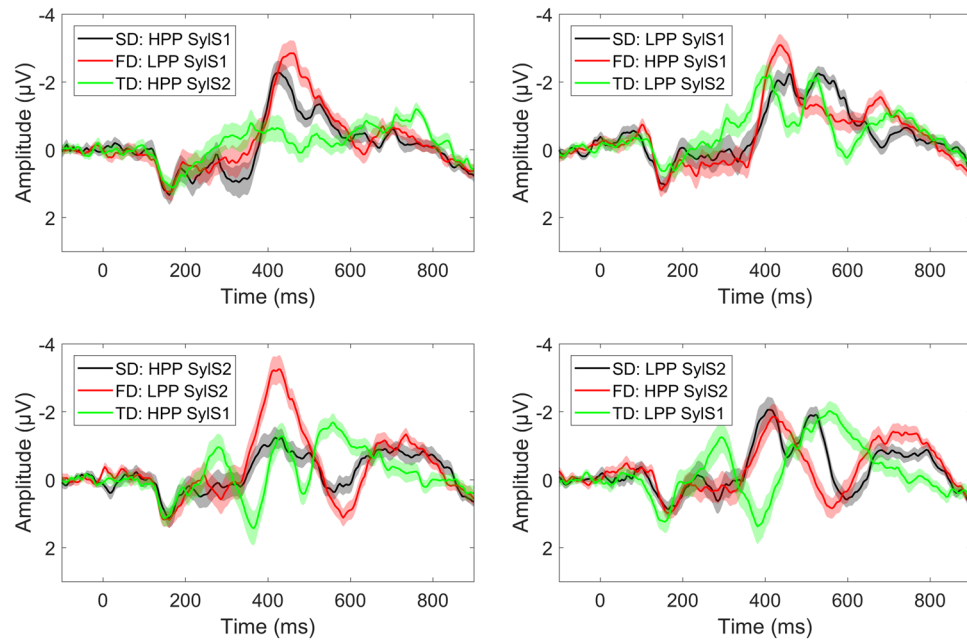 -4
-2
0
2
Amplitude (μV)
SD: HPP SylS1
FD: LPP SylS1
TD: HPP SylS2
0 200 400 600 800
Time (ms)
-4
-2
0
2
Amplitude (μV)
SD: LPP SylS1
FD: HPP SylS1
TD: LPP SylS2
0 200 400 600 800
Time (ms)
-4
-2
0
2
Amplitude (μV)
SD: HPP SylS2
FD: LPP SylS2
TD: HPP SylS1
0 200 400 600 800
Time (ms)
-4
-2
0
2
Amplitude (μV)
SD: LPP SylS2
FD: HPP SylS2
TD: LPP SylS1
0 200 400 600 800
Time (ms)